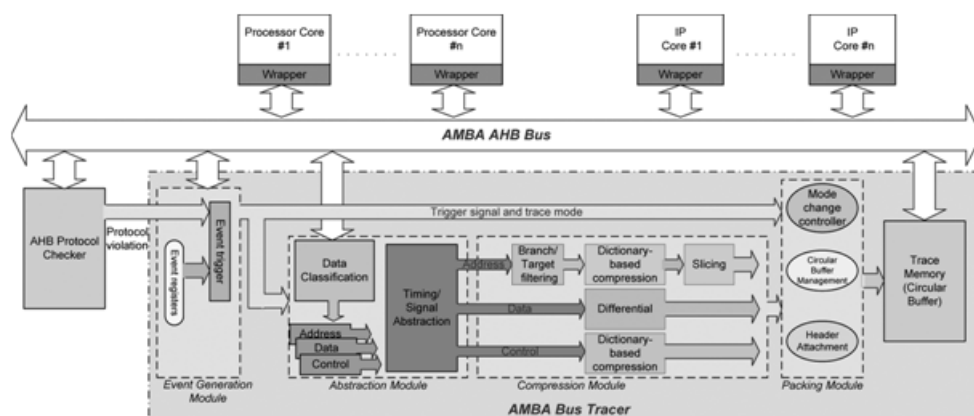 Processor Core
#1
Wrapper
Processor Core
#n
Wrapper
IP
Core #1
Wrapper
IP
Core #n
Wrapper
AMBA AHB Bus
AHB Protocol
Checker
Protocol
violation
Event registers
Event trigger
Event Generation
Module
Trigger signal and trace mode
Data
Classification
Address
Data
Control
Timing/
Signal
Abstraction
Abstraction Module
Address
Branch/
Target
filtering
Dictionary-
based
compression
Slicing
Data
Differential
Control
Dictionary-
based
compression
Compression Module
Mode
change
controller
Circular
Buffer
Management
Header
Attachment
Packing Module
Trace
Memory
(Circular
Buffer)
AMBA Bus Tracer